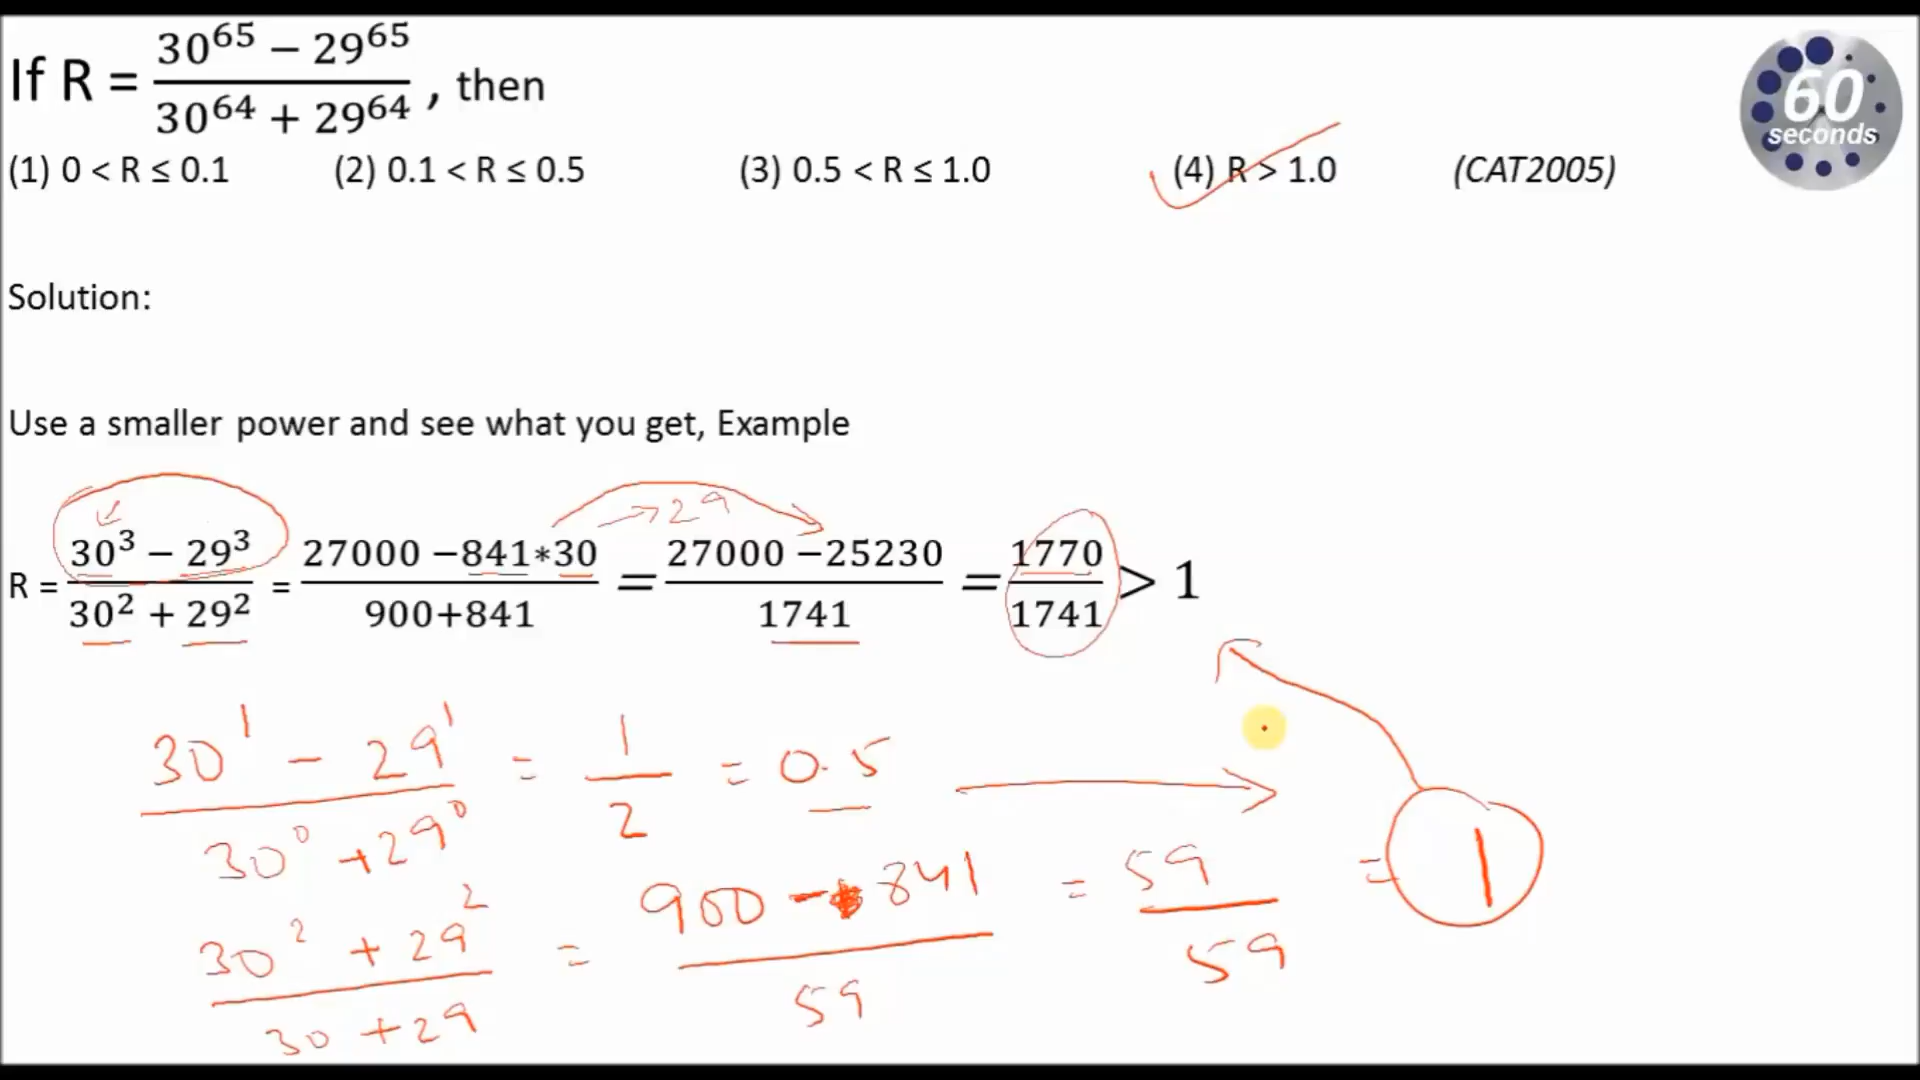 If R = (30^65 − 29^65)/(30^64 + 29^64) , then
60 seconds
(1) 0 < R ≤ 0.1 (2) 0.1 < R ≤ 0.5 (3) 0.5 < R ≤ 1.0 (4) R > 1.0 (CAT2005)
Solution:
Use a smaller power and see what you get, Example
→ 29
R = (30^3 − 29^3)/(30^2 + 29^2) = (27000 −841*30)/(900+841) = (27000 −25230)/1741 = 1770/1741 > 1
(30^1 − 29^1)/(30^0 + 29^0) = 1/2 = 0.5
(30^2 + 29^2)/(30 + 29) = (900 − 841)/59 = 59/59 = 1